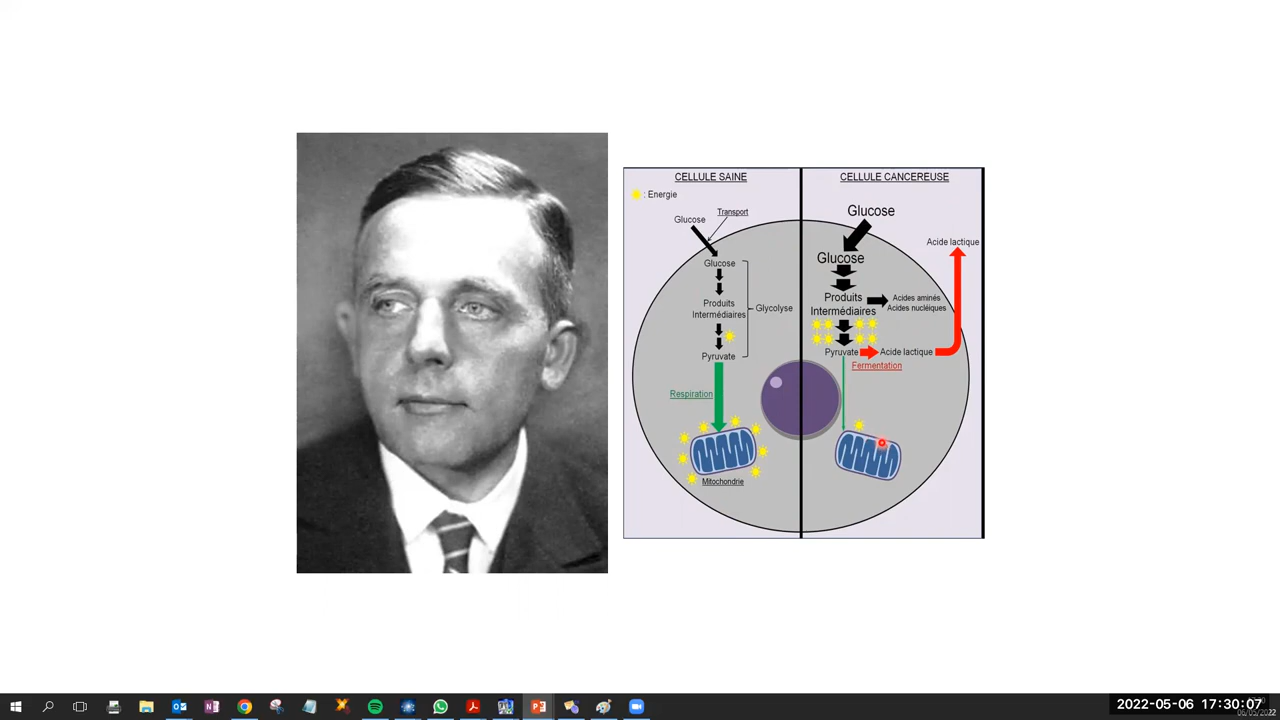 CELLULE SAINE
CELLULE CANCEREUSE
: Energie
Transport
Glucose
Glucose
Acide lactique
Glucose
Glucose
Produits
Intermédiaires
Glycolyse
Produits
Intermédiaires
Acides aminés
Acides nucléiques
Pyruvate
Pyruvate
Acide lactique
Fermentation
Respiration
Mitochondrie
2022-05-06 17:30:07